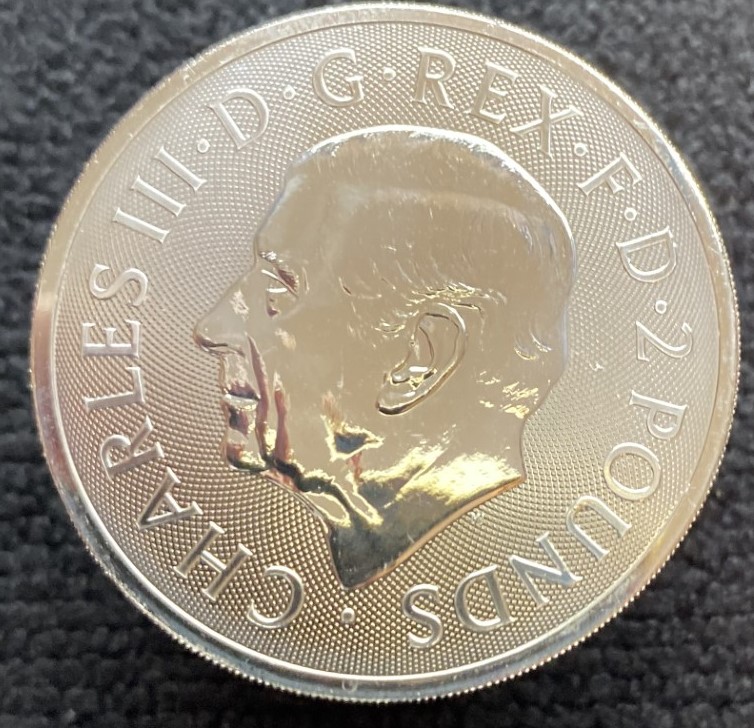 CHARLES III · D · G · REX · F · D · 2 POUNDS ·